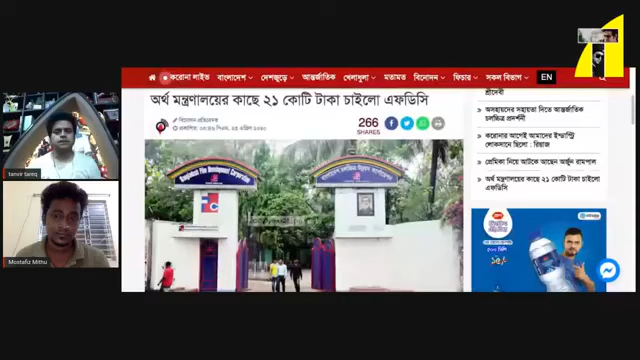 করোনা লাইভ বাংলাদেশ দেশজুড়ে আন্তর্জাতিক খেলাধুলা মতামত বিনোদন ফিচার সকল বিভাগ EN
অর্থ মন্ত্রণালয়ের কাছে ২১ কোটি টাকা চাইলো এফডিসি
বিনোদন প্রতিবেদক
266
SHARES
Bangladesh Film Development Corporation
শ্রীদেবী
অসহায়দের সহায়তা দিতে আন্তর্জাতিক
চলচ্চিত্র প্রদর্শনী
করোনার আগেই আমাদের ইন্ডাস্ট্রি
লোকসানে ছিলো : রিয়াজ
প্রেমিকা নিয়ে আটকে আছেন অর্জুন রামপাল
অর্থ মন্ত্রণালয়ের কাছে ২১ কোটি টাকা চাইলো
এফডিসি
tanvir tareq
Mostafiz Mithu